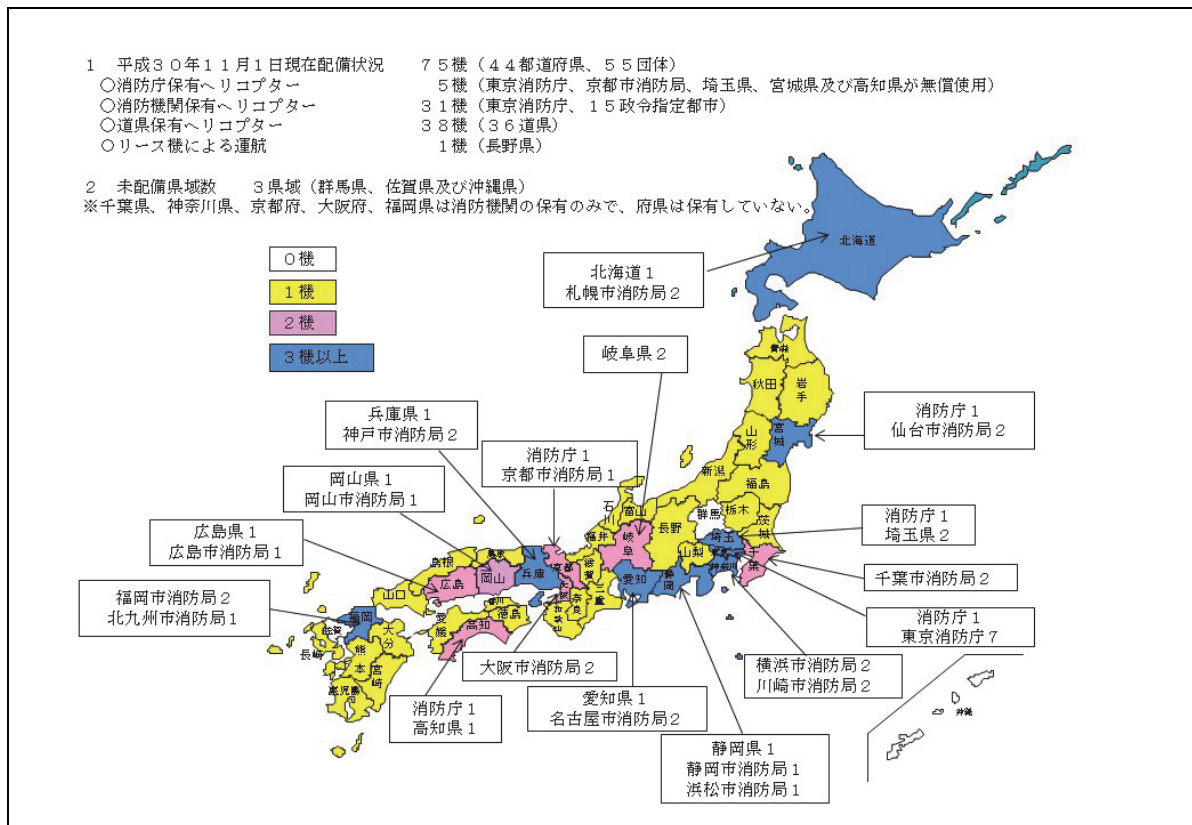 １　平成３０年１１月１日現在配備状況　７５機（４４都道府県、５５団体）
○消防庁保有ヘリコプター　５機（東京消防庁、京都市消防局、埼玉県、宮城県及び高知県が無償使用）
○消防機関保有ヘリコプター　３１機（東京消防庁、１５政令指定都市）
○道県保有ヘリコプター　３８機（３６道県）
○リース機による運航　１機（長野県）
２　未配備県域数　３県域（群馬県、佐賀県及び沖縄県）
※千葉県、神奈川県、京都府、大阪府、福岡県は消防機関の保有のみで、府県は保有していない。
０機
１機
２機
３機以上
北海道
北海道１
札幌市消防局２
岐阜県２
青森
秋田
岩手
兵庫県１
神戸市消防局２
消防庁１
仙台市消防局２
山形
宮城
消防庁１
京都市消防局１
岡山県１
岡山市消防局１
新潟
福島
石川
富山
群馬
栃木
茨城
消防庁１
埼玉県２
広島県１
広島市消防局１
福井
岐阜
長野
埼玉
山梨
千葉
神奈川
千葉市消防局２
島根
鳥取
兵庫
京都
滋賀
愛知
静岡
広島
岡山
大阪
奈良
三重
和歌山
福岡市消防局２
北九州市消防局１
山口
香川
徳島
愛媛
高知
消防庁１
東京消防庁７
福岡
佐賀
長崎
大分
熊本
宮崎
鹿児島
大阪市消防局２
横浜市消防局２
川崎市消防局２
消防庁１
高知県１
愛知県１
名古屋市消防局２
沖縄
静岡県１
静岡市消防局１
浜松市消防局１